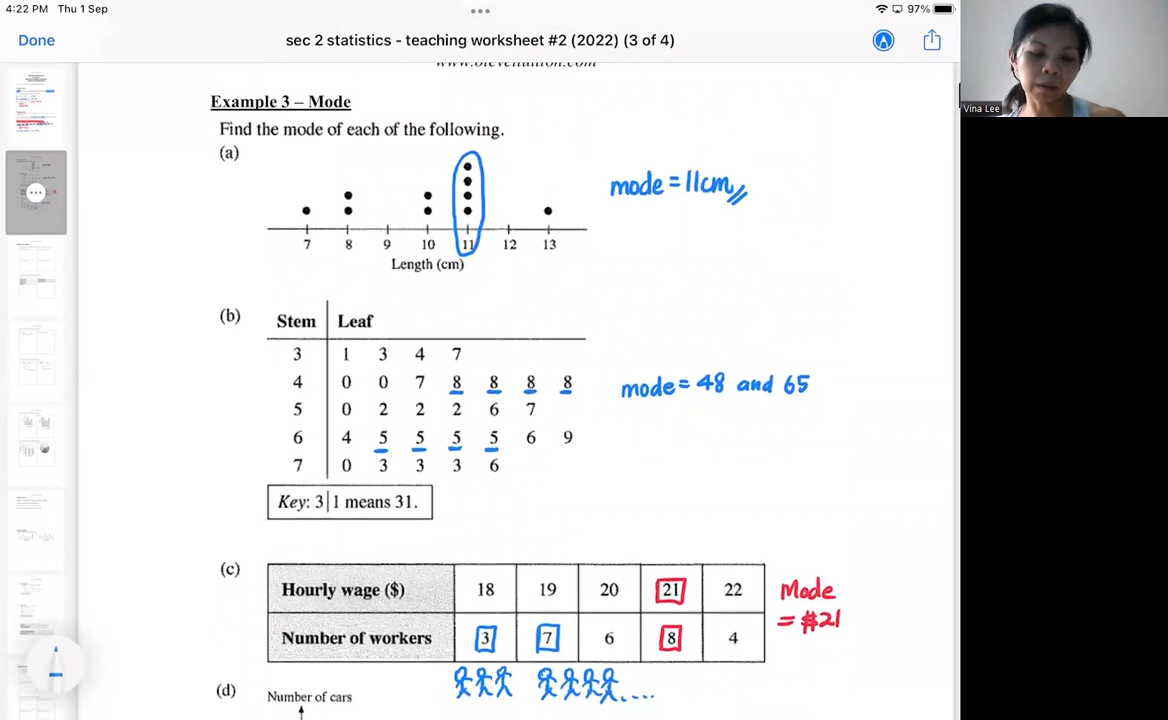 4:22 PM Thu 1 Sep
97%
Done
sec 2 statistics - teaching worksheet #2 (2022) (3 of 4)
Vina Lee
Example 3 – Mode
Find the mode of each of the following.
(a)
mode = 11cm
7 8 9 10 11 12 13
Length (cm)
(b)
Stem Leaf
3 1 3 4 7
4 0 0 7 8 8 8 8
mode = 48 and 65
5 0 2 2 2 6 7
6 4 5 5 5 5 6 9
7 0 3 3 3 6
Key: 3|1 means 31.
(c)
Hourly wage ($) 18 19 20 21 22
Mode
= $21
Number of workers 3 7 6 8 4
(d)
Number of cars